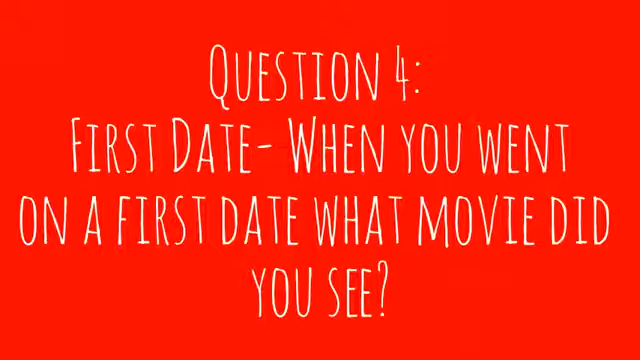 QUESTION 4:
FIRST DATE- WHEN YOU WENT
ON A FIRST DATE WHAT MOVIE DID
YOU SEE?